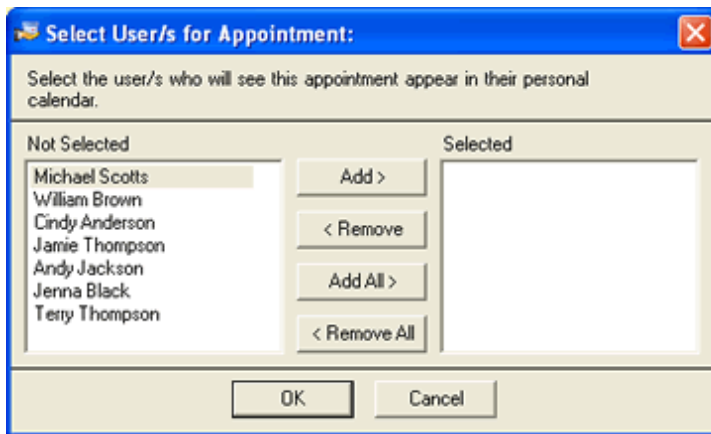 Select User/s for Appointment:
Select the user/s who will see this appointment appear in their personal
calendar.
Not Selected
Selected
Michael Scotts
William Brown
Cindy Anderson
Jamie Thompson
Andy Jackson
Jenna Black
Terry Thompson
Add >
< Remove
Add All >
< Remove All
OK
Cancel